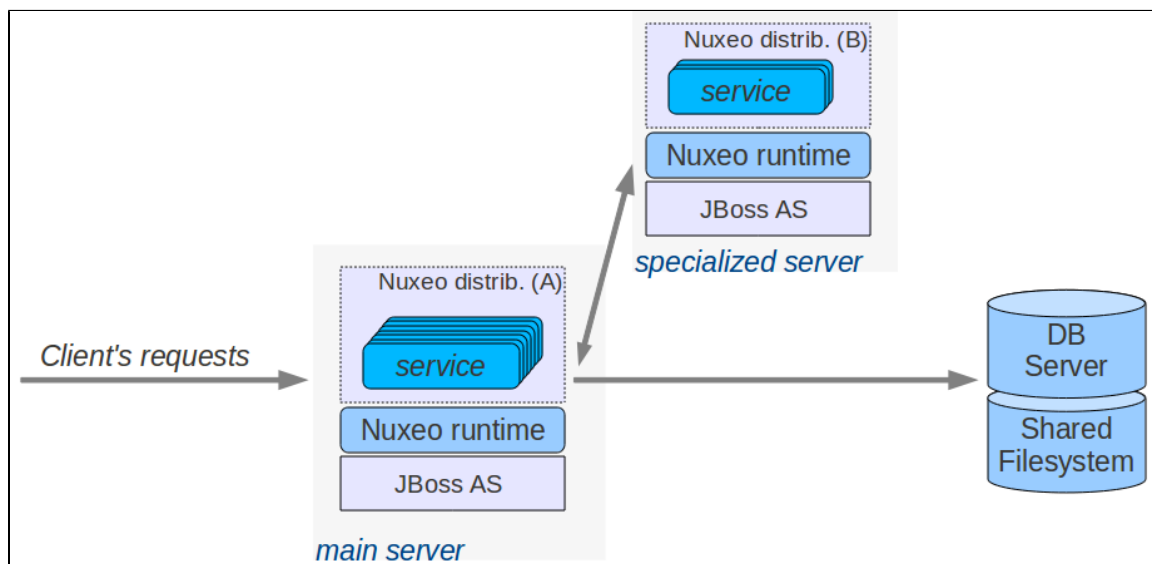 Nuxeo distrib. (B)
service
Nuxeo runtime
JBoss AS
specialized server
Nuxeo distrib. (A)
Client's requests
service
Nuxeo runtime
JBoss AS
main server
DB
Server
Shared
Filesystem